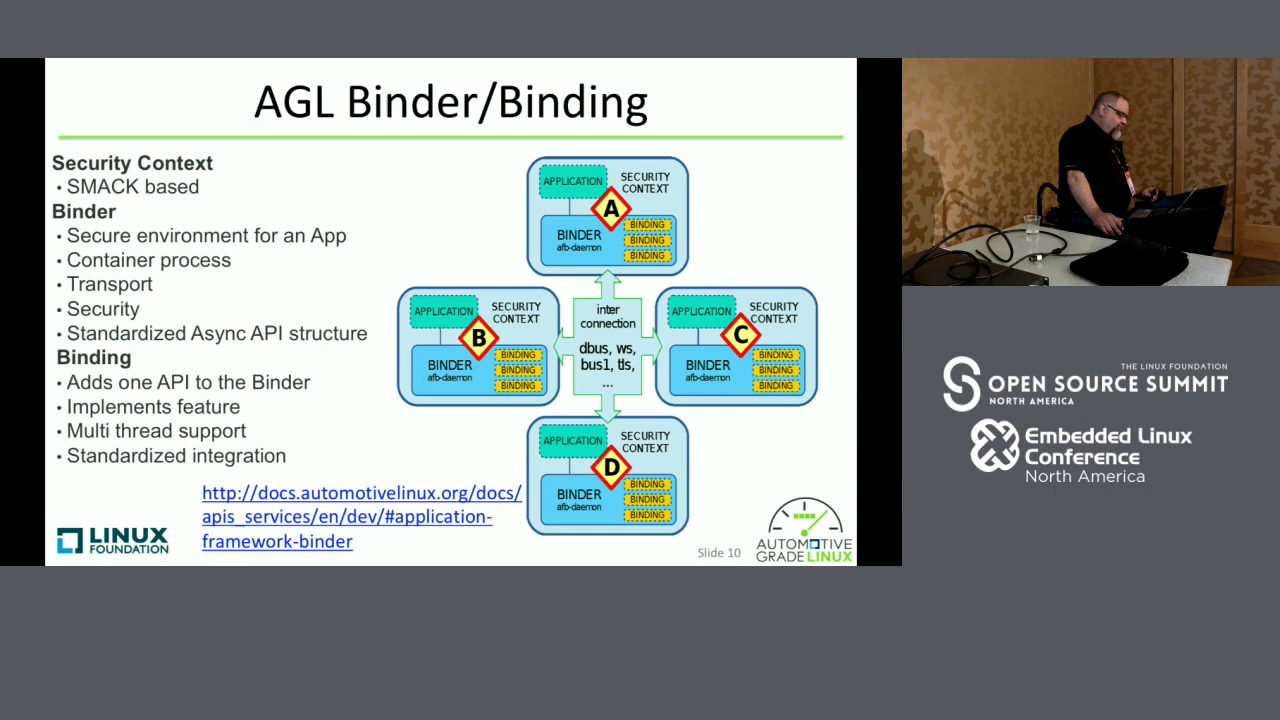 AGL Binder/Binding
Security Context
• SMACK based
Binder
• Secure environment for an App
• Container process
• Transport
• Security
• Standardized Async API structure
Binding
• Adds one API to the Binder
• Implements feature
• Multi thread support
• Standardized integration
http://docs.automotivelinux.org/docs/
apis_services/en/dev/#application-
framework-binder
APPLICATION
SECURITY
CONTEXT
A
BINDER
afb-daemon
BINDING
BINDING
BINDING
APPLICATION
SECURITY
CONTEXT
B
BINDER
afb-daemon
BINDING
BINDING
BINDING
inter
connection
dbus, ws,
bus1, tls,
...
APPLICATION
SECURITY
CONTEXT
C
BINDER
afb-daemon
BINDING
BINDING
BINDING
APPLICATION
SECURITY
CONTEXT
D
BINDER
afb-daemon
BINDING
BINDING
BINDING
LINUX
FOUNDATION
Slide 10
AUTOMOTIVE
GRADE LINUX
THE LINUX FOUNDATION
OPEN SOURCE SUMMIT
NORTH AMERICA
Embedded Linux
Conference
North America